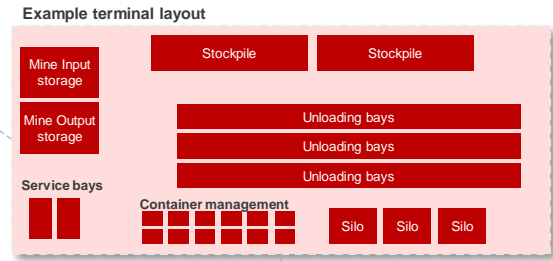 Example terminal layout
Mine Input
storage
Stockpile
Stockpile
Mine Output
storage
Unloading bays
Unloading bays
Unloading bays
Service bays
Container management
Silo
Silo
Silo